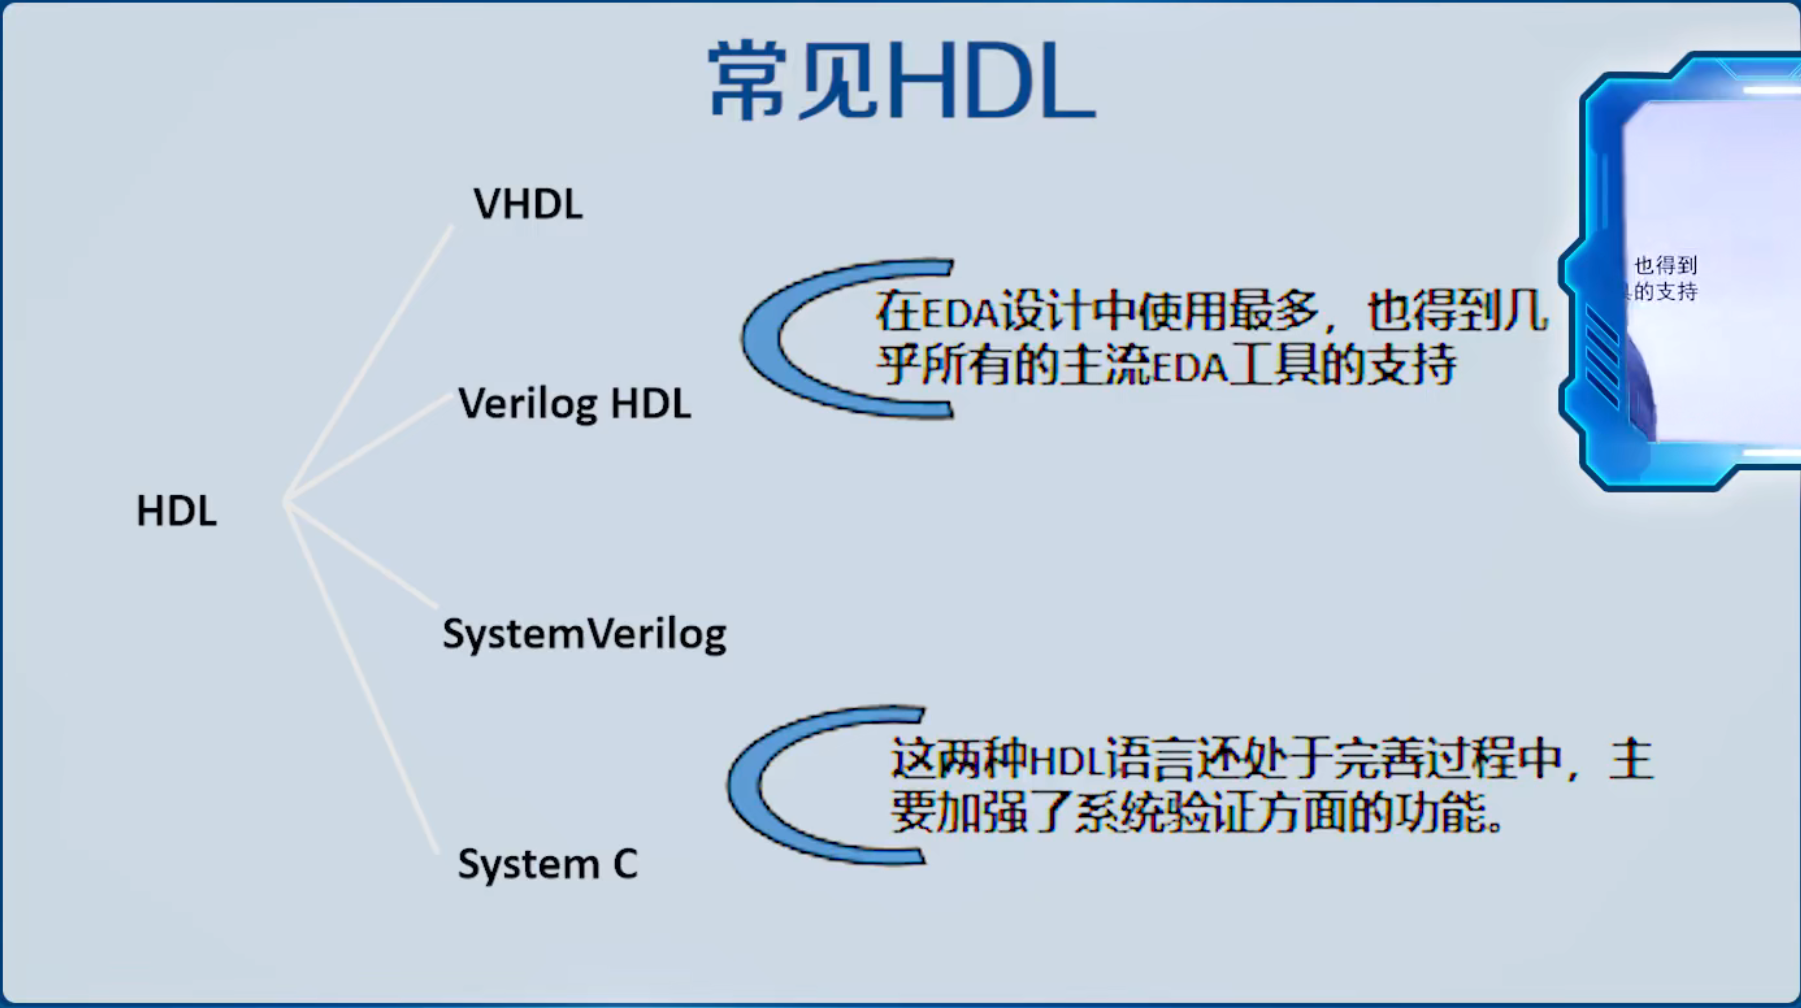 常见HDL
VHDL
在EDA设计中使用最多，也得到几
乎所有的主流EDA工具的支持
Verilog HDL
HDL
SystemVerilog
这两种HDL语言还处于完善过程中，主
要加强了系统验证方面的功能。
System C
也得到
的支持